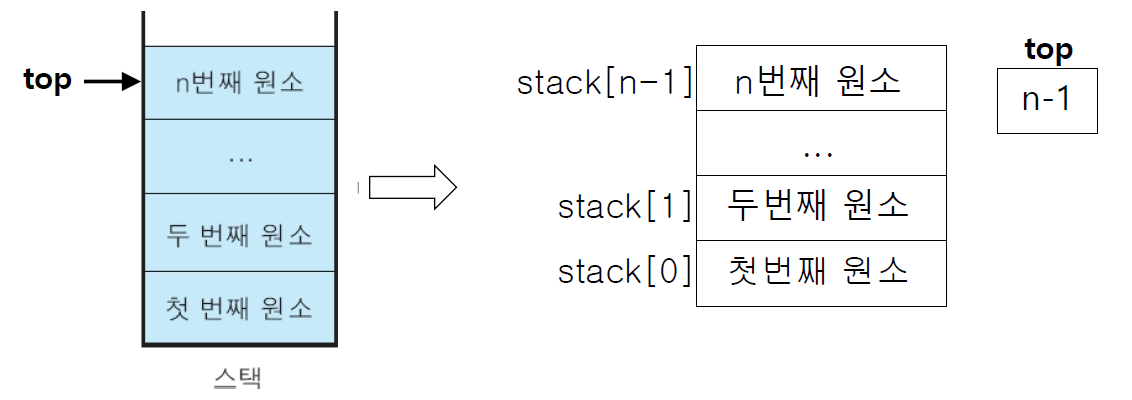 top
n번째 원소
...
두 번째 원소
첫 번째 원소
스택
top
stack[n-1]
n번째 원소
n-1
...
stack[1]
두번째 원소
stack[0]
첫번째 원소